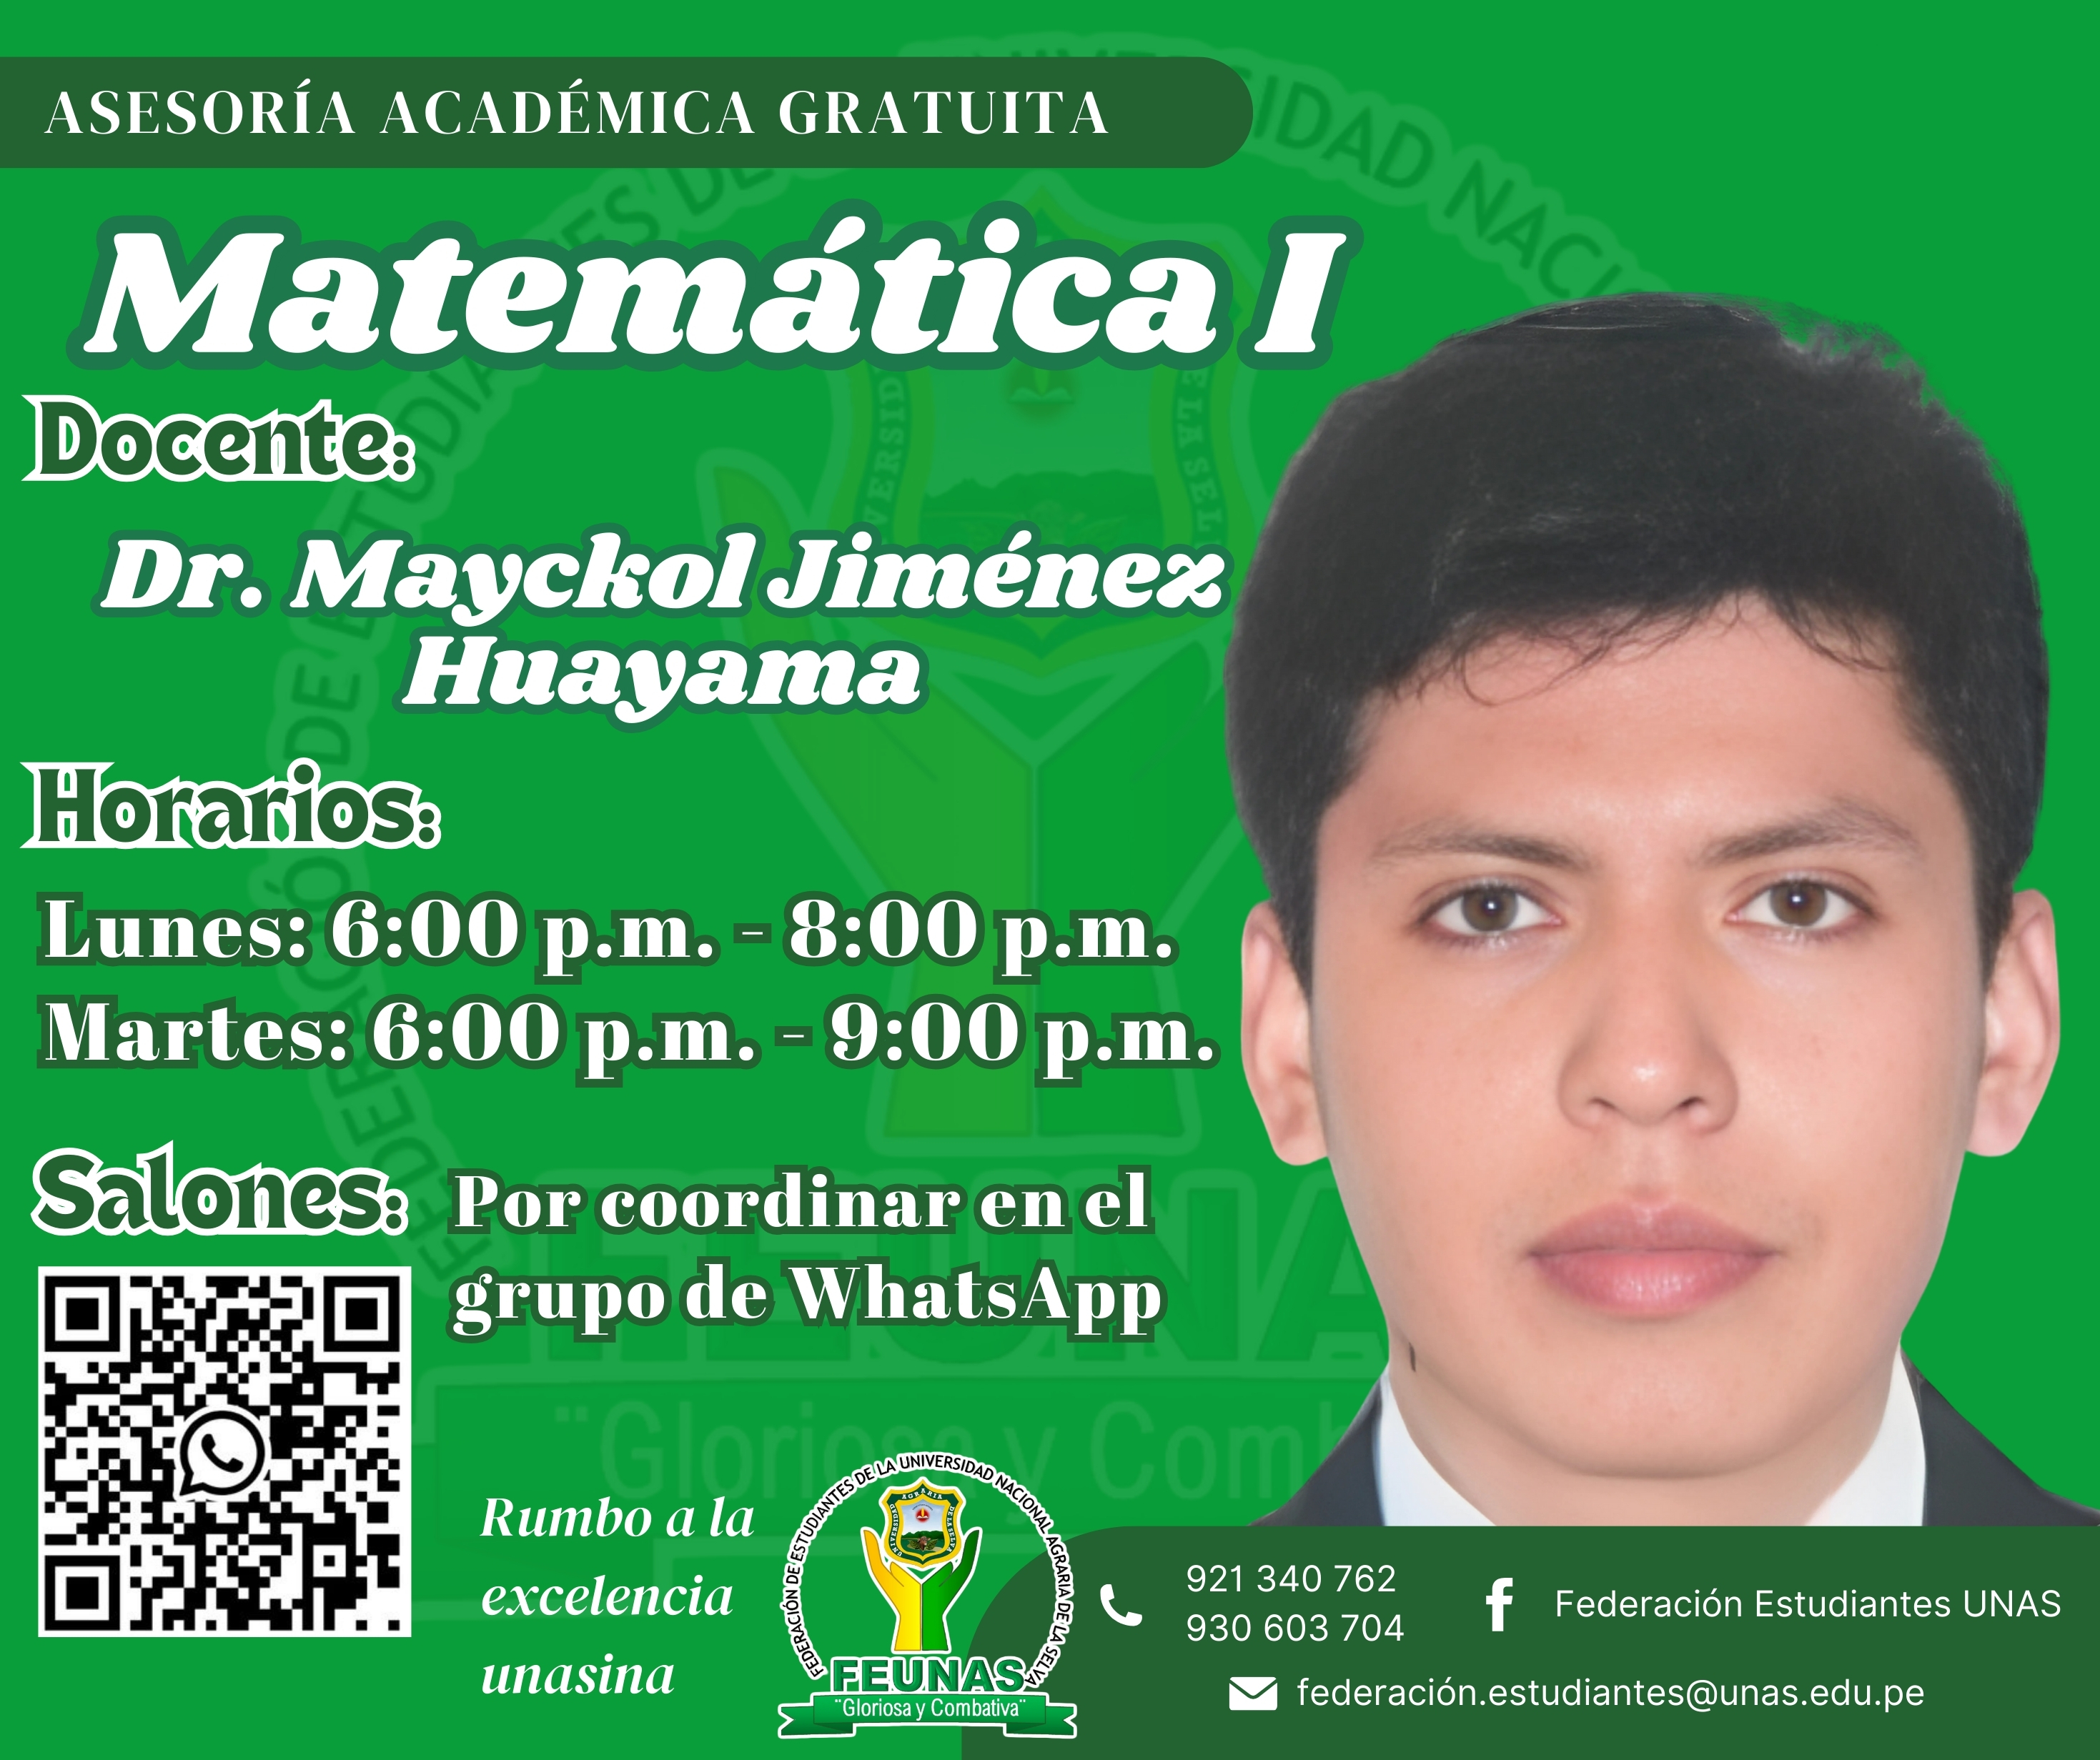 ASESORÍA ACADÉMICA GRATUITA
Matemática I
Docente:
Dr. Mayckol Jiménez
Huayama
Horarios:
Lunes: 6:00 p.m. - 8:00 p.m.
Martes: 6:00 p.m. - 9:00 p.m.
Salones:
Por coordinar en el
grupo de WhatsApp
Rumbo a la
excelencia
unasina
FEDERACIÓN DE ESTUDIANTES DE LA UNIVERSIDAD NACIONAL AGRARIA DE LA SELVA
FEUNAS
¨Gloriosa y Combativa¨
921 340 762
930 603 704
Federación Estudiantes UNAS
federación.estudiantes@unas.edu.pe